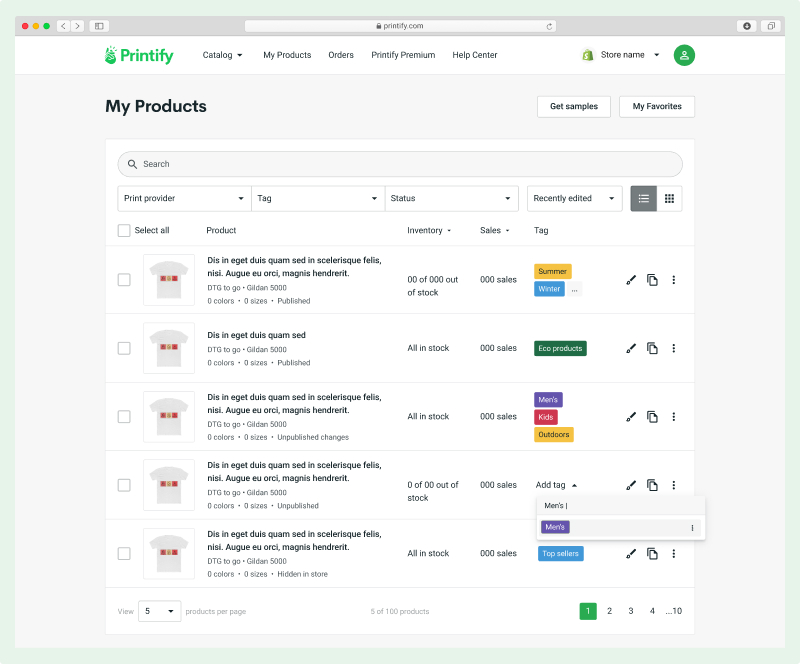 printify.com
Printify
Catalog
My Products
Orders
Printify Premium
Help Center
Store name
My Products
Get samples
My Favorites
Search
Print provider
Tag
Status
Recently edited
Select all
Product
Inventory
Sales
Tag
Dis in eget duis quam sed in scelerisque felis,
nisi. Augue eu orci, magnis hendrerit.
DTG to go • Gildan 5000
0 colors • 0 sizes • Published
00 of 000 out
of stock
000 sales
Summer
Winter
...
Dis in eget duis quam sed
DTG to go • Gildan 5000
0 colors • 0 sizes • Published
All in stock
000 sales
Eco products
Dis in eget duis quam sed in scelerisque felis,
nisi. Augue eu orci, magnis hendrerit.
DTG to go • Gildan 5000
0 colors • 0 sizes • Unpublished changes
All in stock
000 sales
Men's
Kids
Outdoors
Dis in eget duis quam sed in scelerisque felis,
nisi. Augue eu orci, magnis hendrerit.
DTG to go • Gildan 5000
0 colors • 0 sizes • Unpublished
0 of 00 out of
stock
000 sales
Add tag
Men's |
Men's
Dis in eget duis quam sed in scelerisque felis,
nisi. Augue eu orci, magnis hendrerit.
DTG to go • Gildan 5000
0 colors • 0 sizes • Hidden in store
All in stock
000 sales
Top sellers
View
5
products per page
5 of 100 products
1
2
3
4
...10